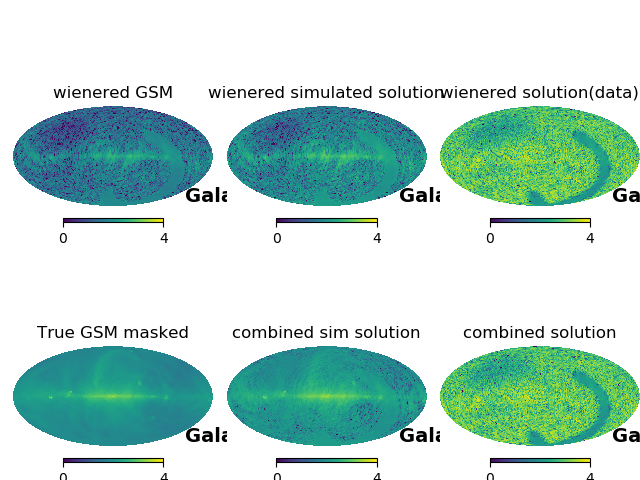 wienered GSM
wienered simulated solution
wienered solution(data)
Gala
Gala
Ga
0 4
0 4
0 4
True GSM masked
combined sim solution
combined solution
Gala
Gala
Ga
0 4
0 4
0 4